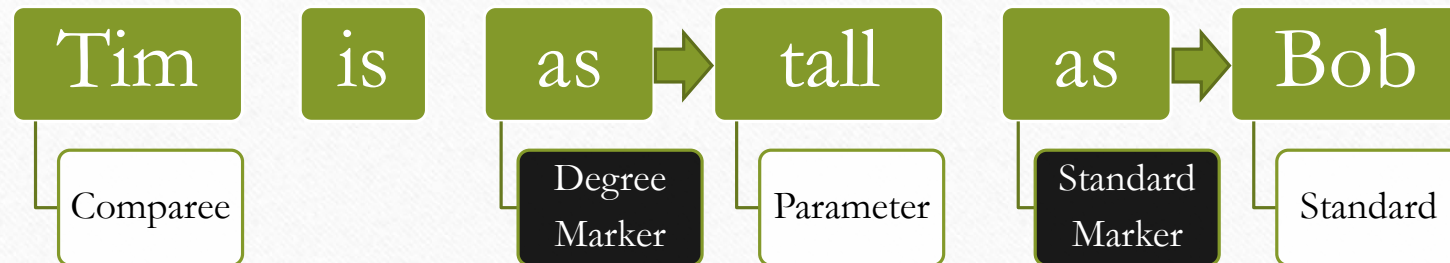 Tim is as tall as Bob
Comparee
Degree
Marker
Parameter
Standard
Marker
Standard